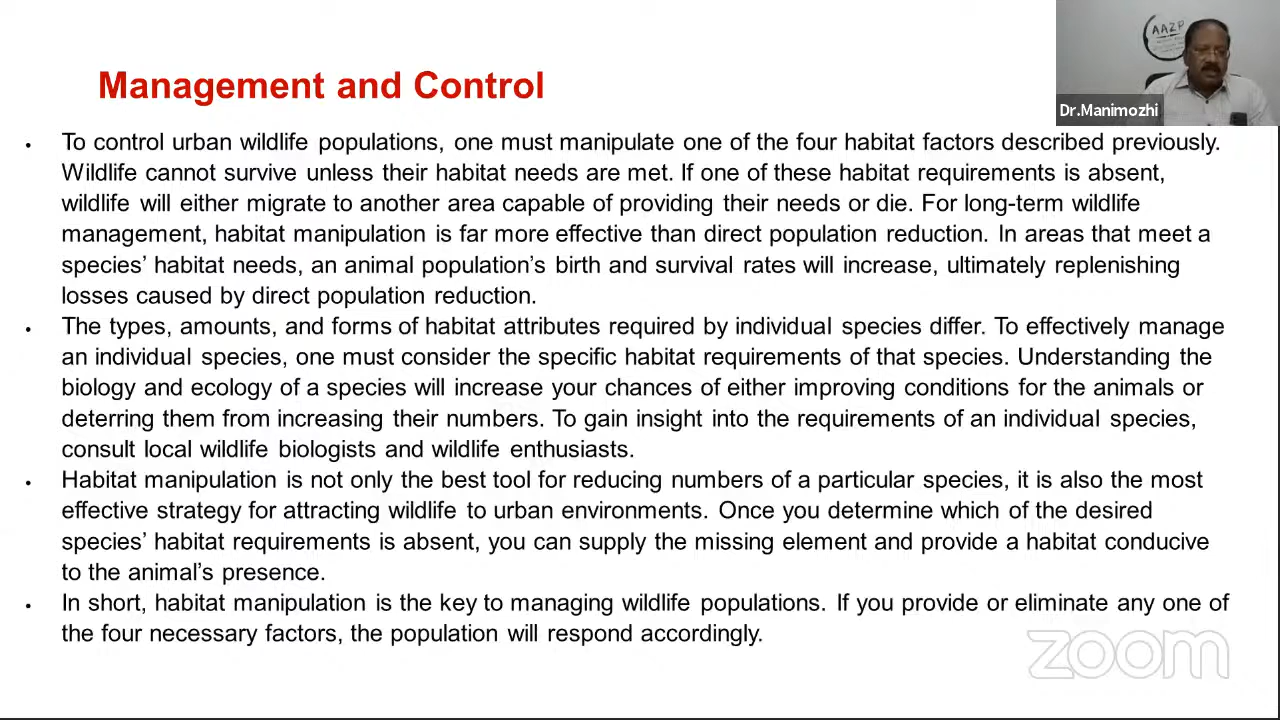 AAZP
Dr.Manimozhi
Management and Control
• To control urban wildlife populations, one must manipulate one of the four habitat factors described previously.
Wildlife cannot survive unless their habitat needs are met. If one of these habitat requirements is absent,
wildlife will either migrate to another area capable of providing their needs or die. For long-term wildlife
management, habitat manipulation is far more effective than direct population reduction. In areas that meet a
species’ habitat needs, an animal population’s birth and survival rates will increase, ultimately replenishing
losses caused by direct population reduction.
• The types, amounts, and forms of habitat attributes required by individual species differ. To effectively manage
an individual species, one must consider the specific habitat requirements of that species. Understanding the
biology and ecology of a species will increase your chances of either improving conditions for the animals or
deterring them from increasing their numbers. To gain insight into the requirements of an individual species,
consult local wildlife biologists and wildlife enthusiasts.
• Habitat manipulation is not only the best tool for reducing numbers of a particular species, it is also the most
effective strategy for attracting wildlife to urban environments. Once you determine which of the desired
species’ habitat requirements is absent, you can supply the missing element and provide a habitat conducive
to the animal’s presence.
• In short, habitat manipulation is the key to managing wildlife populations. If you provide or eliminate any one of
the four necessary factors, the population will respond accordingly.
zoom